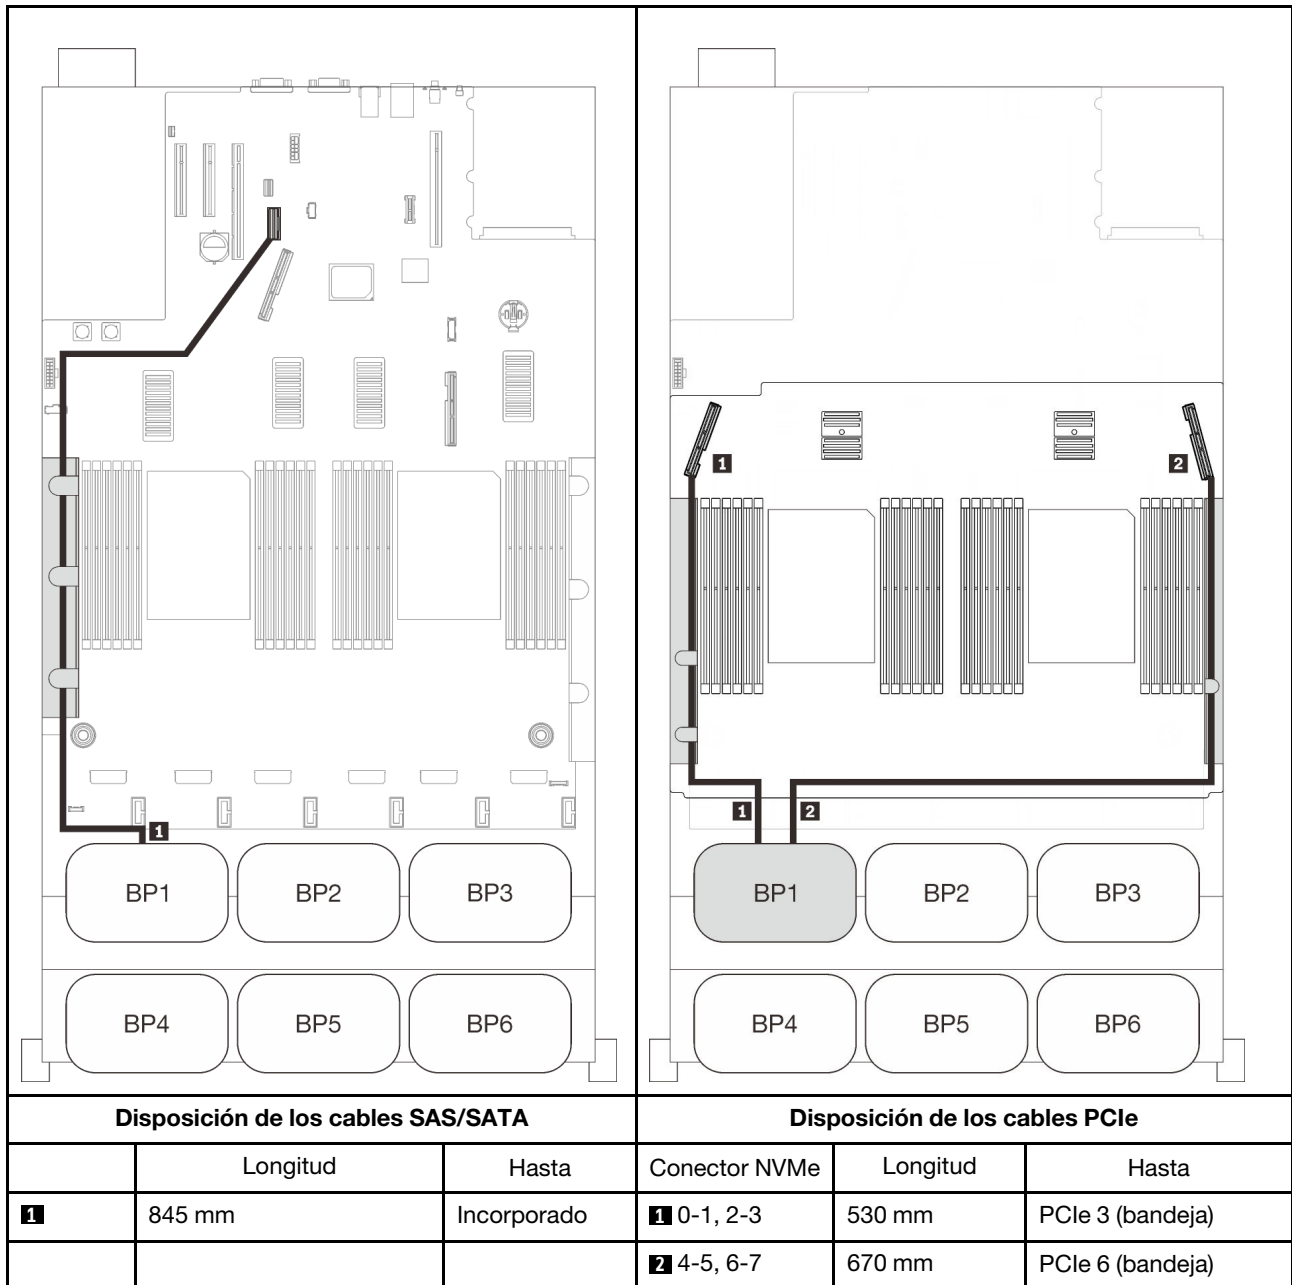 1
BP1 BP2 BP3
BP4 BP5 BP6
1 2
1 2
BP1 BP2 BP3
BP4 BP5 BP6
Disposición de los cables SAS/SATA
Disposición de los cables PCIe
Longitud Hasta Conector NVMe Longitud Hasta
1 845 mm Incorporado 1 0-1, 2-3 530 mm PCIe 3 (bandeja)
2 4-5, 6-7 670 mm PCIe 6 (bandeja)